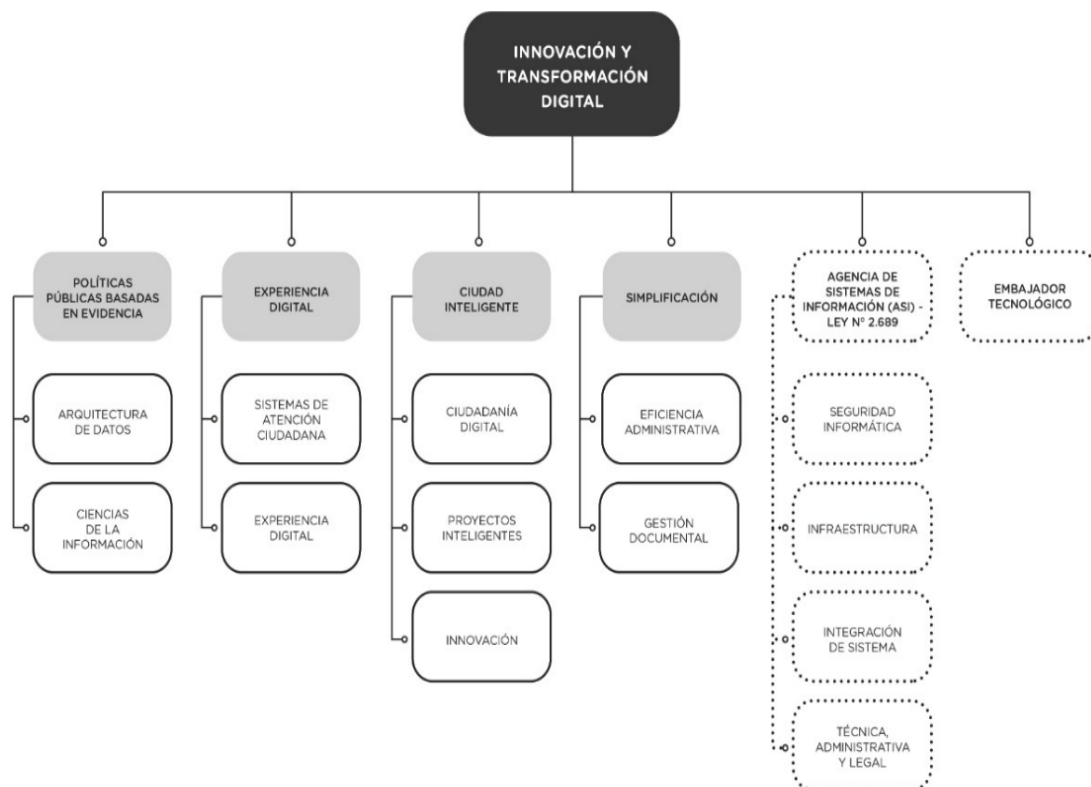 INNOVACIÓN Y
TRANSFORMACIÓN
DIGITAL
POLÍTICAS
PÚBLICAS BASADAS
EN EVIDENCIA
EXPERIENCIA
DIGITAL
CIUDAD
INTELIGENTE
SIMPLIFICACIÓN
AGENCIA DE
SISTEMAS DE
INFORMACIÓN (ASI) -
LEY N° 2.689
EMBAJADOR
TECNOLÓGICO
ARQUITECTURA
DE DATOS
SISTEMAS DE
ATENCIÓN
CIUDADANA
CIUDADANÍA
DIGITAL
EFICIENCIA
ADMINISTRATIVA
SEGURIDAD
INFORMÁTICA
CIENCIAS
DE LA
INFORMACIÓN
EXPERIENCIA
DIGITAL
PROYECTOS
INTELIGENTES
GESTIÓN
DOCUMENTAL
INFRAESTRUCTURA
INNOVACIÓN
INTEGRACIÓN
DE SISTEMA
TÉCNICA,
ADMINISTRATIVA
Y LEGAL